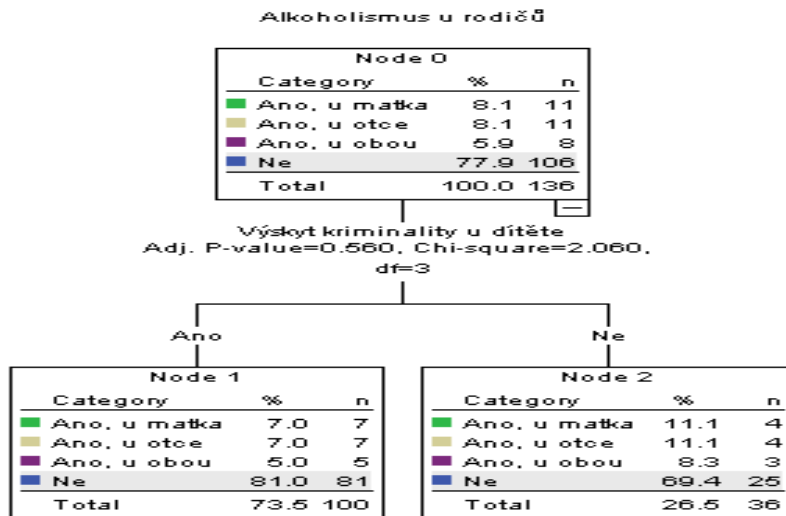 Alkoholismus u rodičů
Node 0
Category % n
Ano, u matka 8.1 11
Ano, u otce 8.1 11
Ano, u obou 5.9 8
Ne 77.9 106
Total 100.0 136
Výskyt kriminality u dítěte
Adj. P-value=0.560, Chi-square=2.060,
df=3
Ano Ne
Node 1
Category % n
Ano, u matka 7.0 7
Ano, u otce 7.0 7
Ano, u obou 5.0 5
Ne 81.0 81
Total 73.5 100
Node 2
Category % n
Ano, u matka 11.1 4
Ano, u otce 11.1 4
Ano, u obou 8.3 3
Ne 69.4 25
Total 26.5 36